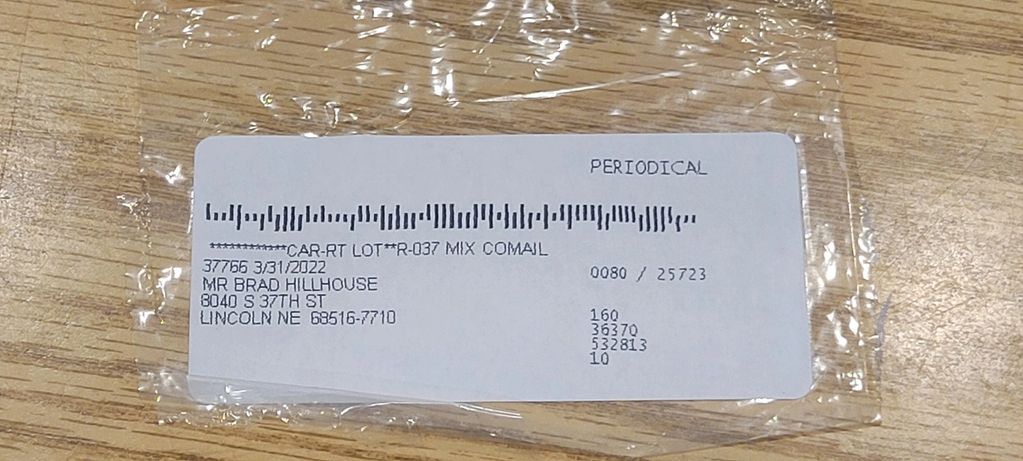 PERIODICAL
************CAR-RT LOT**R-037 MIX COMAIL
37766 3/31/2022
MR BRAD HILLHOUSE
8040 S 37TH ST
LINCOLN NE 68516-7710
0080 / 25723
160
36370
532813
10